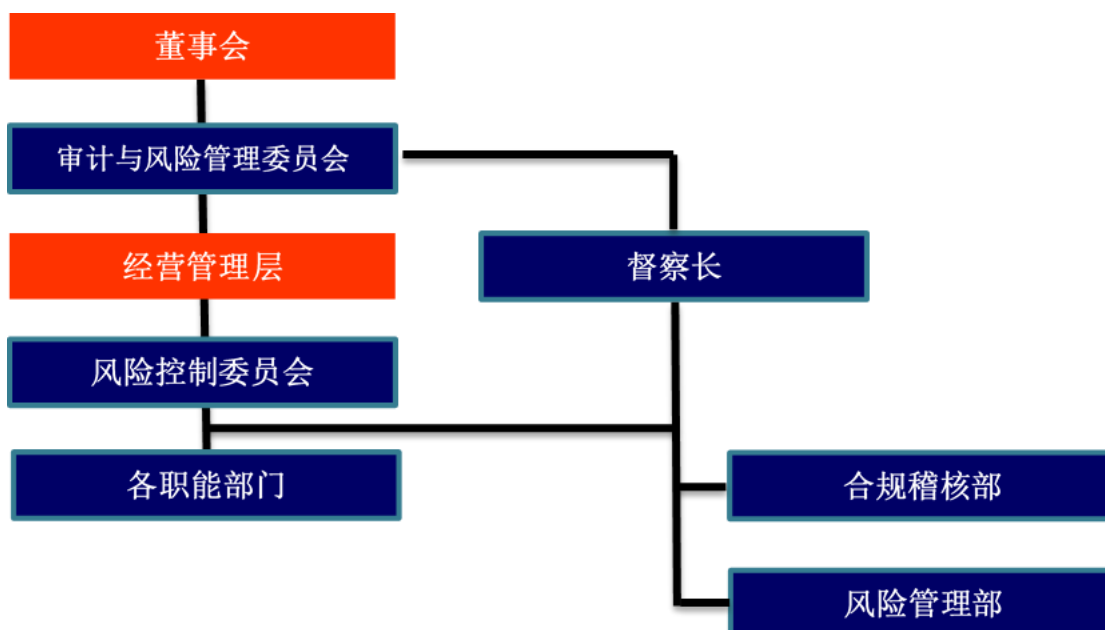 董事会
审计与风险管理委员会
经营管理层
督察长
风险控制委员会
各职能部门
合规稽核部
风险管理部